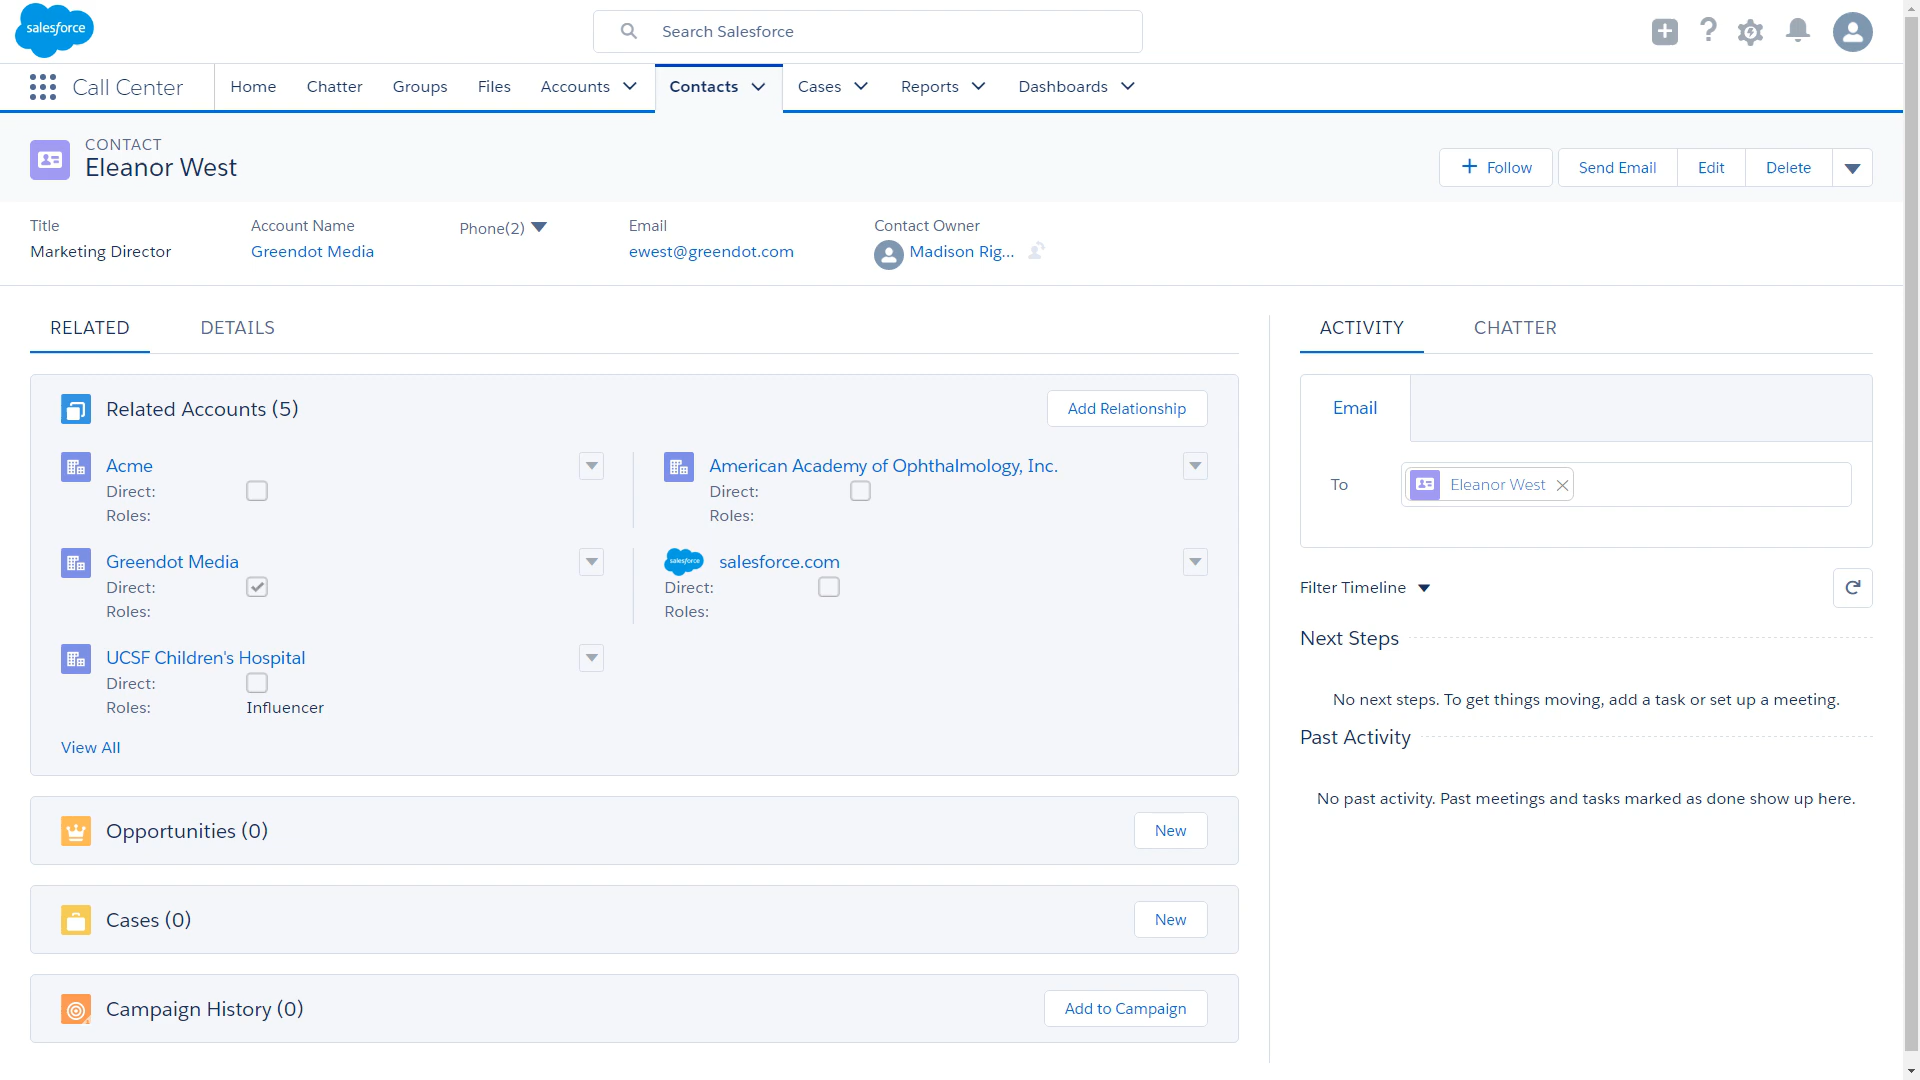 salesforce
Search Salesforce
Call Center
Home
Chatter
Groups
Files
Accounts
Contacts
Cases
Reports
Dashboards
CONTACT
Eleanor West
Follow
Send Email
Edit
Delete
Title
Marketing Director
Account Name
Greendot Media
Phone(2)
Email
ewest@greendot.com
Contact Owner
Madison Rig...
RELATED
DETAILS
Related Accounts (5)
Add Relationship
Acme
Direct:
Roles:
American Academy of Ophthalmology, Inc.
Direct:
Roles:
Greendot Media
Direct:
Roles:
salesforce
salesforce.com
Direct:
Roles:
UCSF Children's Hospital
Direct:
Roles: Influencer
View All
Opportunities (0)
New
Cases (0)
New
Campaign History (0)
Add to Campaign
ACTIVITY
CHATTER
Email
To
Eleanor West
Filter Timeline
Next Steps
No next steps. To get things moving, add a task or set up a meeting.
Past Activity
No past activity. Past meetings and tasks marked as done show up here.